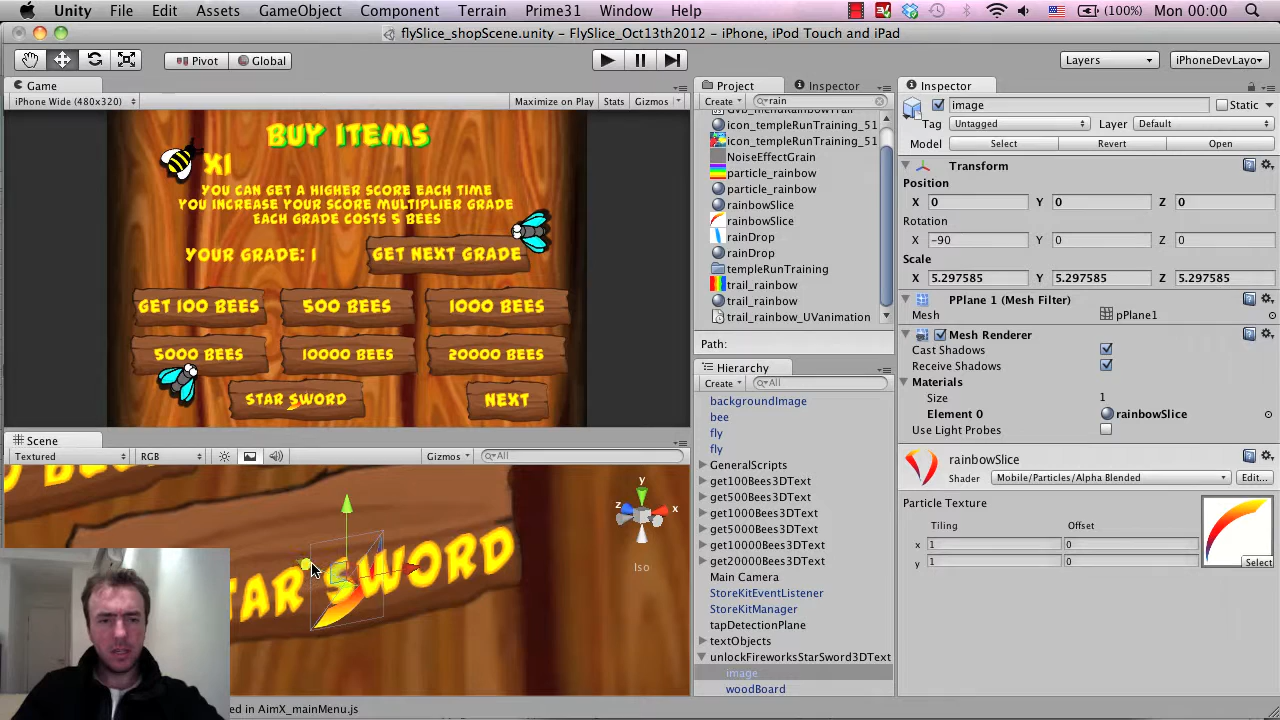 Unity File Edit Assets GameObject Component Terrain Prime31 Window Help (100%) Mon 00:00
flySlice_shopScene.unity - FlySlice_Oct13th2012 - iPhone, iPod Touch and iPad
Pivot Global Layers iPhoneDevLayo
Game Project Inspector Inspector
iPhone Wide (480x320) Maximize on Play Stats Gizmos Create rain image Static
BUY ITEMS
X1
YOU CAN GET A HIGHER SCORE EACH TIME
YOU INCREASE YOUR SCORE MULTIPLIER GRADE
EACH GRADE COSTS 5 BEES
YOUR GRADE: 1 GET NEXT GRADE
GET 100 BEES 500 BEES 1000 BEES
5000 BEES 10000 BEES 20000 BEES
STAR SWORD NEXT
icon_templeRunTraining_51
icon_templeRunTraining_51
NoiseEffectGrain
particle_rainbow
particle_rainbow
rainbowSlice
rainbowSlice
rainDrop
rainDrop
templeRunTraining
trail_rainbow
trail_rainbow
trail_rainbow_UVanimation
Path:
Hierarchy
Create All
backgroundImage
bee
fly
fly
GeneralScripts
get100Bees3DText
get500Bees3DText
get1000Bees3DText
get5000Bees3DText
get10000Bees3DText
get20000Bees3DText
Main Camera
StoreKitEventListener
StoreKitManager
tapDetectionPlane
textObjects
unlockFireworksStarSword3DText
image
woodBoard
Tag Untagged Layer Default
Model Select Revert Open
Transform
Position
X 0 Y 0 Z 0
Rotation
X -90 Y 0 Z 0
Scale
X 5.297585 Y 5.297585 Z 5.297585
PPlane 1 (Mesh Filter)
Mesh pPlane1
Mesh Renderer
Cast Shadows
Receive Shadows
Materials
Size 1
Element 0 rainbowSlice
Use Light Probes
rainbowSlice
Shader Mobile/Particles/Alpha Blended Edit...
Particle Texture
Tiling Offset
x 1 0
y 1 0
Select
Scene
Textured RGB Gizmos All
STAR SWORD
y
z x
Iso
d in AimX_mainMenu.js